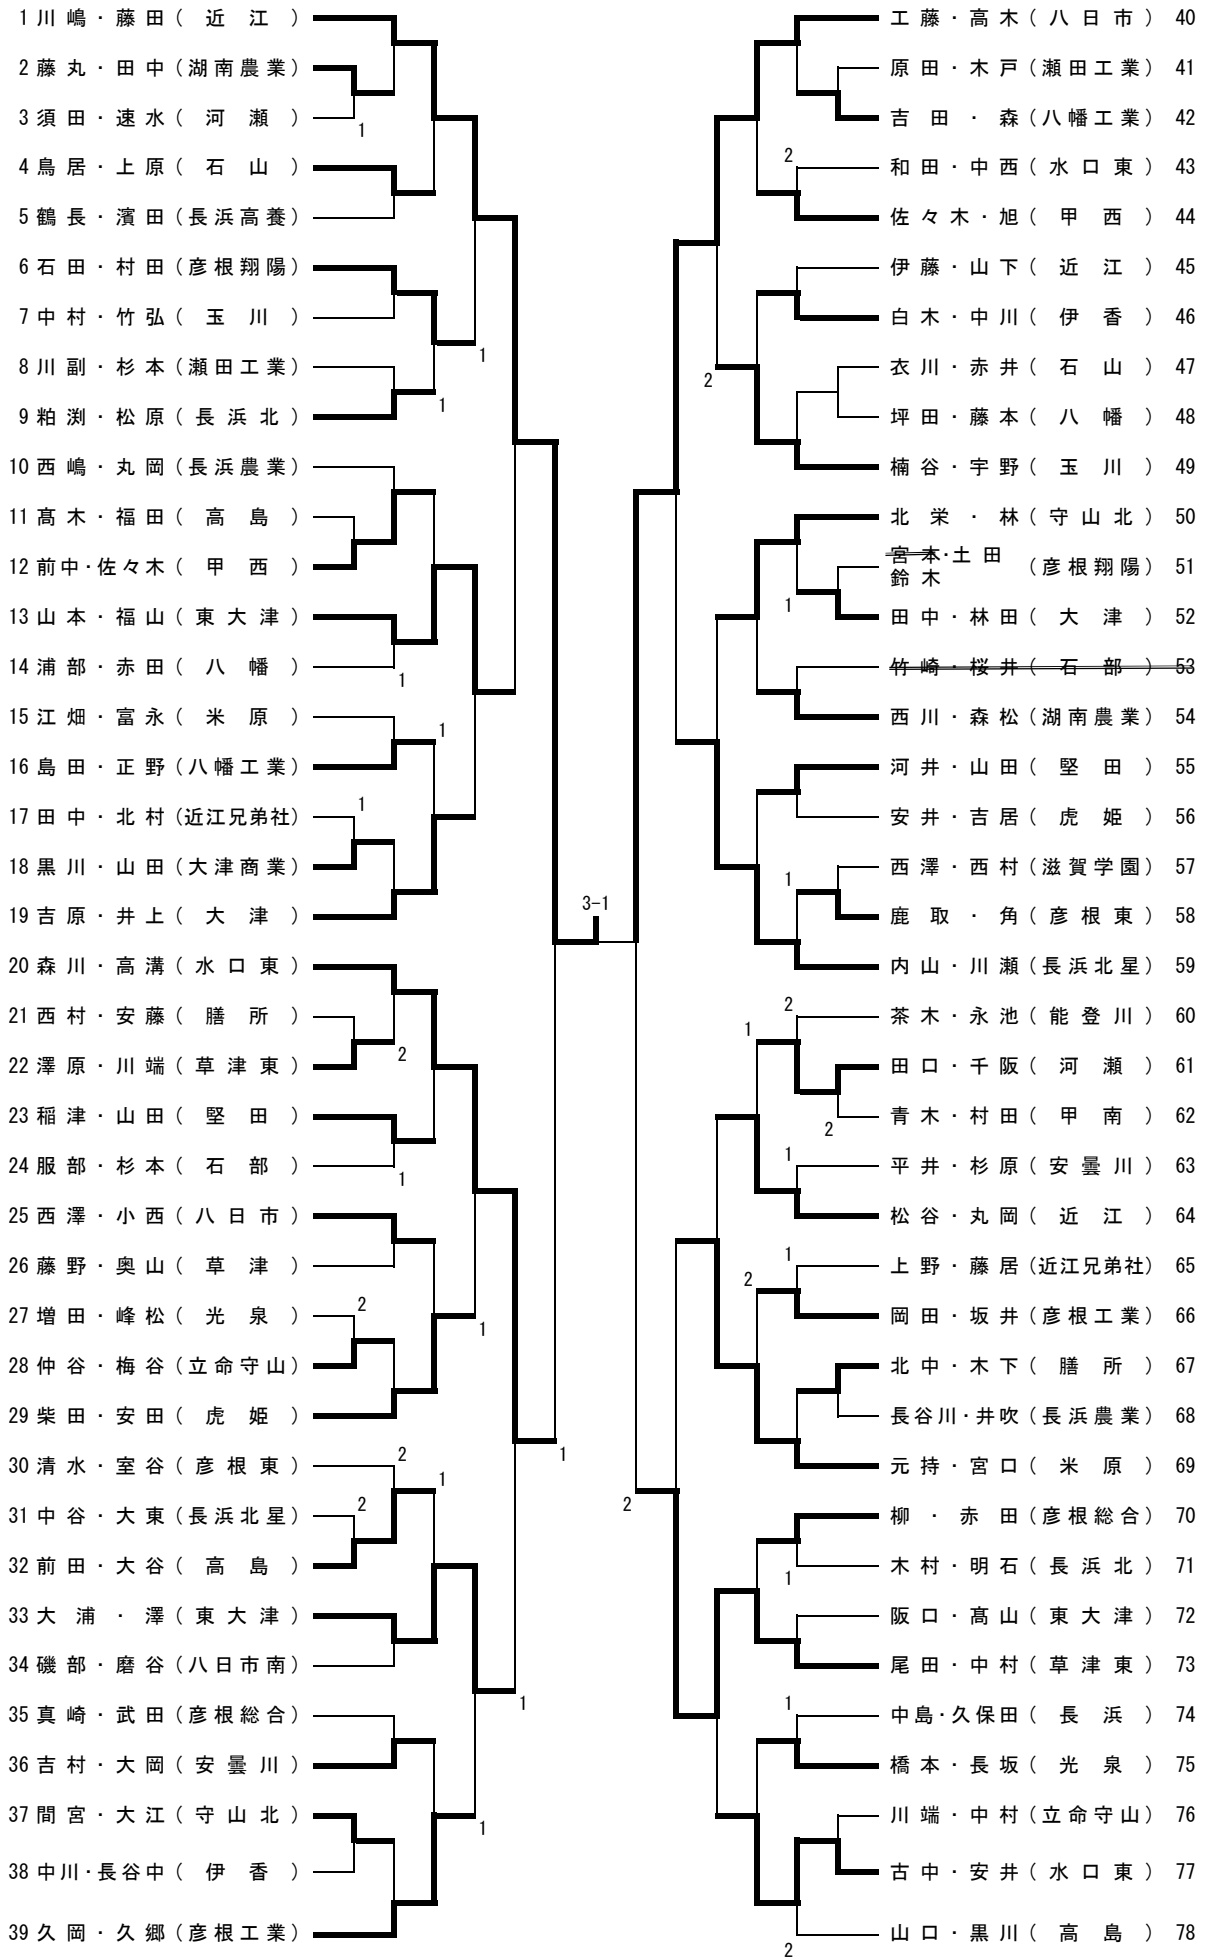 1 川嶋・藤田 (近江)
2 藤丸・田中 (湖南農業)
3 須田・速水 (河瀬)
1
4 鳥居・上原 (石山)
5 鶴長・濱田 (長浜高養)
6 石田・村田 (彦根翔陽)
7 中村・竹弘 (玉川)
1
8 川副・杉本 (瀬田工業)
1
9 粕渕・松原 (長浜北)
10 西嶋・丸岡 (長浜農業)
11 髙木・福田 (高島)
12 前中・佐々木 (甲西)
13 山本・福山 (東大津)
14 浦部・赤田 (八幡)
1
15 江畑・富永 (米原)
1
16 島田・正野 (八幡工業)
1
17 田中・北村 (近江兄弟社)
18 黒川・山田 (大津商業)
19 吉原・井上 (大津)
3-1
20 森川・高溝 (水口東)
21 西村・安藤 (膳所)
2
22 澤原・川端 (草津東)
23 稲津・山田 (堅田)
24 服部・杉本 (石部)
1
25 西澤・小西 (八日市)
26 藤野・奥山 (草津)
2
27 増田・峰松 (光泉)
1
28 仲谷・梅谷 (立命守山)
29 柴田・安田 (虎姫)
1
2
30 清水・室谷 (彦根東)
1
2
31 中谷・大東 (長浜北星)
32 前田・大谷 (高島)
33 大浦・澤 (東大津)
34 磯部・磨谷 (八日市南)
1
35 真崎・武田 (彦根総合)
36 吉村・大岡 (安曇川)
37 間宮・大江 (守山北)
1
38 中川・長谷中 (伊香)
39 久岡・久郷 (彦根工業)
工藤・高木 (八日市) 40
原田・木戸 (瀬田工業) 41
吉田・森 (八幡工業) 42
2
和田・中西 (水口東) 43
佐々木・旭 (甲西) 44
伊藤・山下 (近江) 45
白木・中川 (伊香) 46
衣川・赤井 (石山) 47
2
坪田・藤本 (八幡) 48
楠谷・宇野 (玉川) 49
北栄・林 (守山北) 50
宮本・土田
鈴木
(彦根翔陽) 51
1
田中・林田 (大津) 52
竹崎・桜井 (石部) 53
西川・森松 (湖南農業) 54
河井・山田 (堅田) 55
安井・吉居 (虎姫) 56
西澤・西村 (滋賀学園) 57
1
鹿取・角 (彦根東) 58
内山・川瀬 (長浜北星) 59
2
茶木・永池 (能登川) 60
1
田口・千阪 (河瀬) 61
青木・村田 (甲南) 62
2
1
平井・杉原 (安曇川) 63
松谷・丸岡 (近江) 64
1
上野・藤居 (近江兄弟社) 65
2
岡田・坂井 (彦根工業) 66
北中・木下 (膳所) 67
長谷川・井吹 (長浜農業) 68
元持・宮口 (米原) 69
2
柳・赤田 (彦根総合) 70
木村・明石 (長浜北) 71
1
阪口・髙山 (東大津) 72
尾田・中村 (草津東) 73
1
中島・久保田 (長浜) 74
橋本・長坂 (光泉) 75
川端・中村 (立命守山) 76
古中・安井 (水口東) 77
山口・黒川 (高島) 78
2